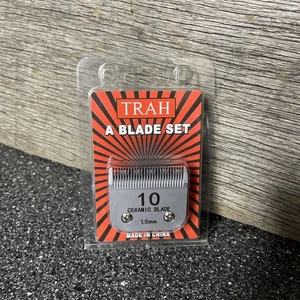 TRAH
A BLADE SET
10
CERAMIC BLADE
1.5mm
MADE IN CHINA